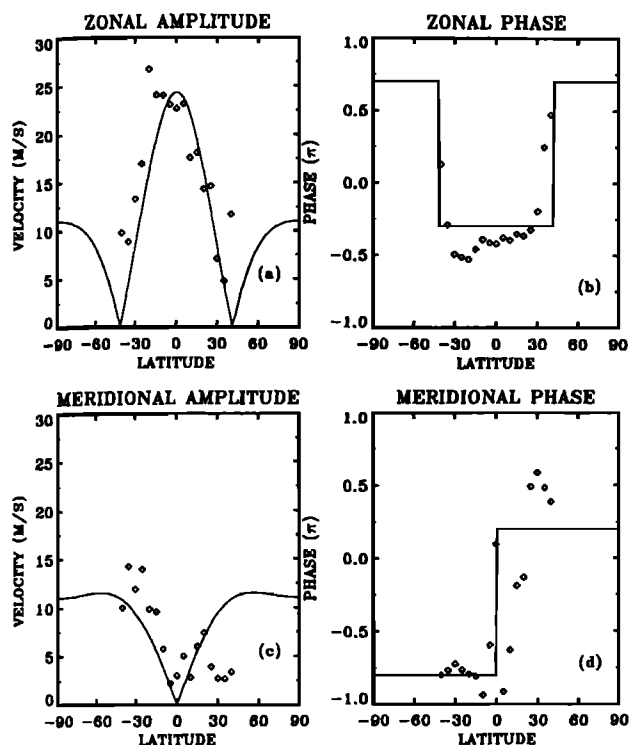 ZONAL AMPLITUDE
ZONAL PHASE
30
25
20
15
10
5
0
VELOCITY (M/S)
(a)
-90 -60 -30 0 30 60 90
LATITUDE
1.0
0.5
0.0
-0.5
-1.0
PHASE (π)
(b)
-90 -60 -30 0 30 60 90
LATITUDE
MERIDIONAL AMPLITUDE
MERIDIONAL PHASE
30
25
20
15
10
5
0
VELOCITY (M/S)
(c)
-90 -60 -30 0 30 60 90
LATITUDE
1.0
0.5
0.0
-0.5
-1.0
PHASE (π)
(d)
-90 -60 -30 0 30 60 90
LATITUDE